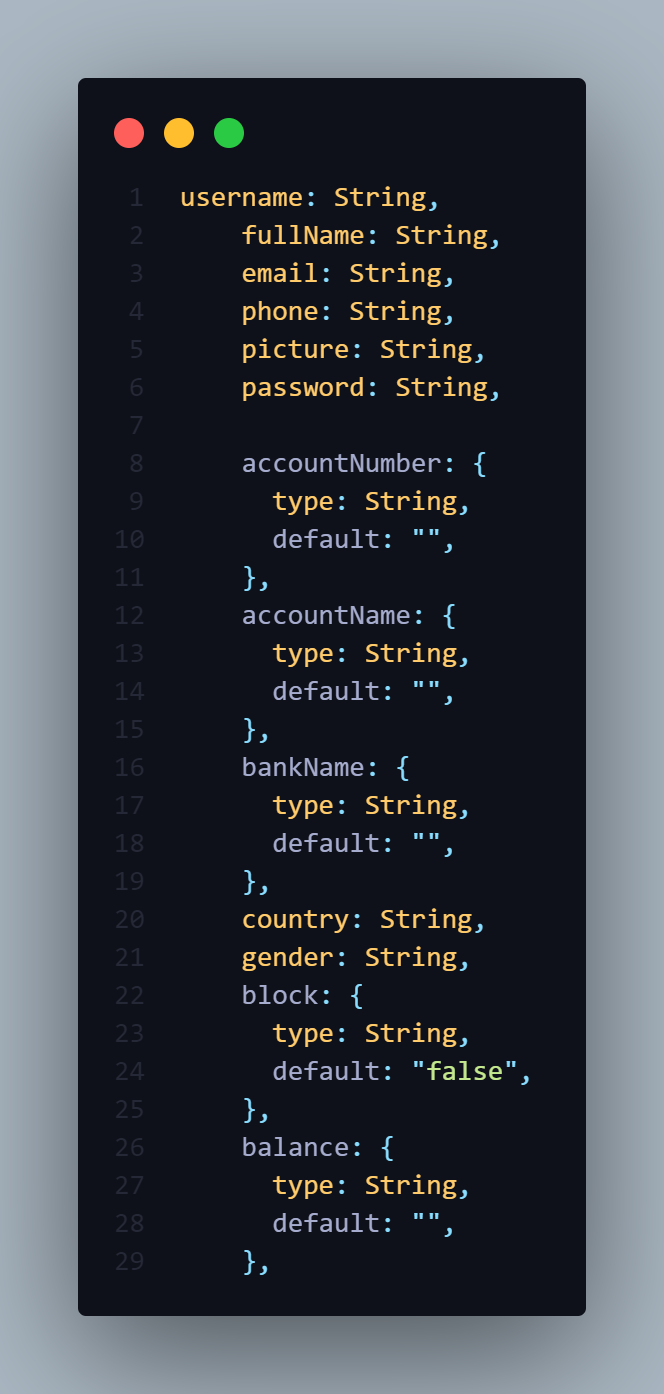 1 username: String,
2 fullName: String,
3 email: String,
4 phone: String,
5 picture: String,
6 password: String,
7
8 accountNumber: {
9 type: String,
10 default: "",
11 },
12 accountName: {
13 type: String,
14 default: "",
15 },
16 bankName: {
17 type: String,
18 default: "",
19 },
20 country: String,
21 gender: String,
22 block: {
23 type: String,
24 default: "false",
25 },
26 balance: {
27 type: String,
28 default: "",
29 },